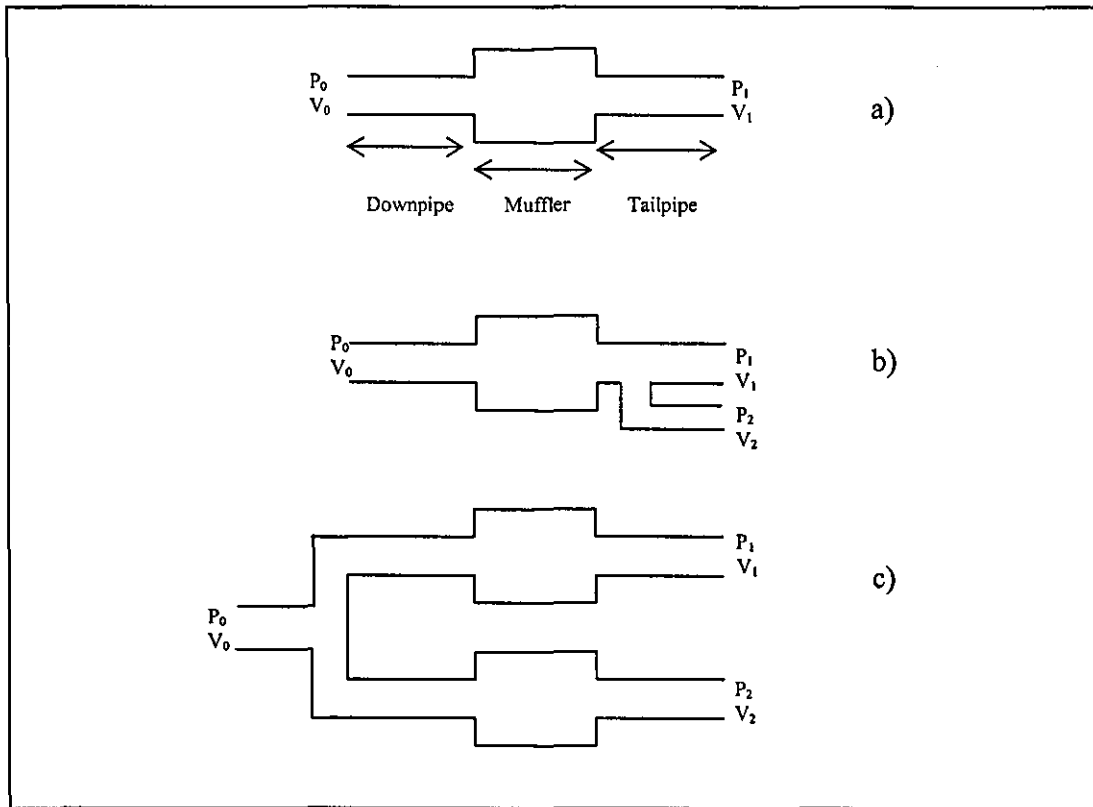 P₀
V₀
P₁
V₁
a)
Downpipe
Muffler
Tailpipe
P₀
V₀
P₁
V₁
P₂
V₂
b)
P₁
V₁
c)
P₀
V₀
P₂
V₂